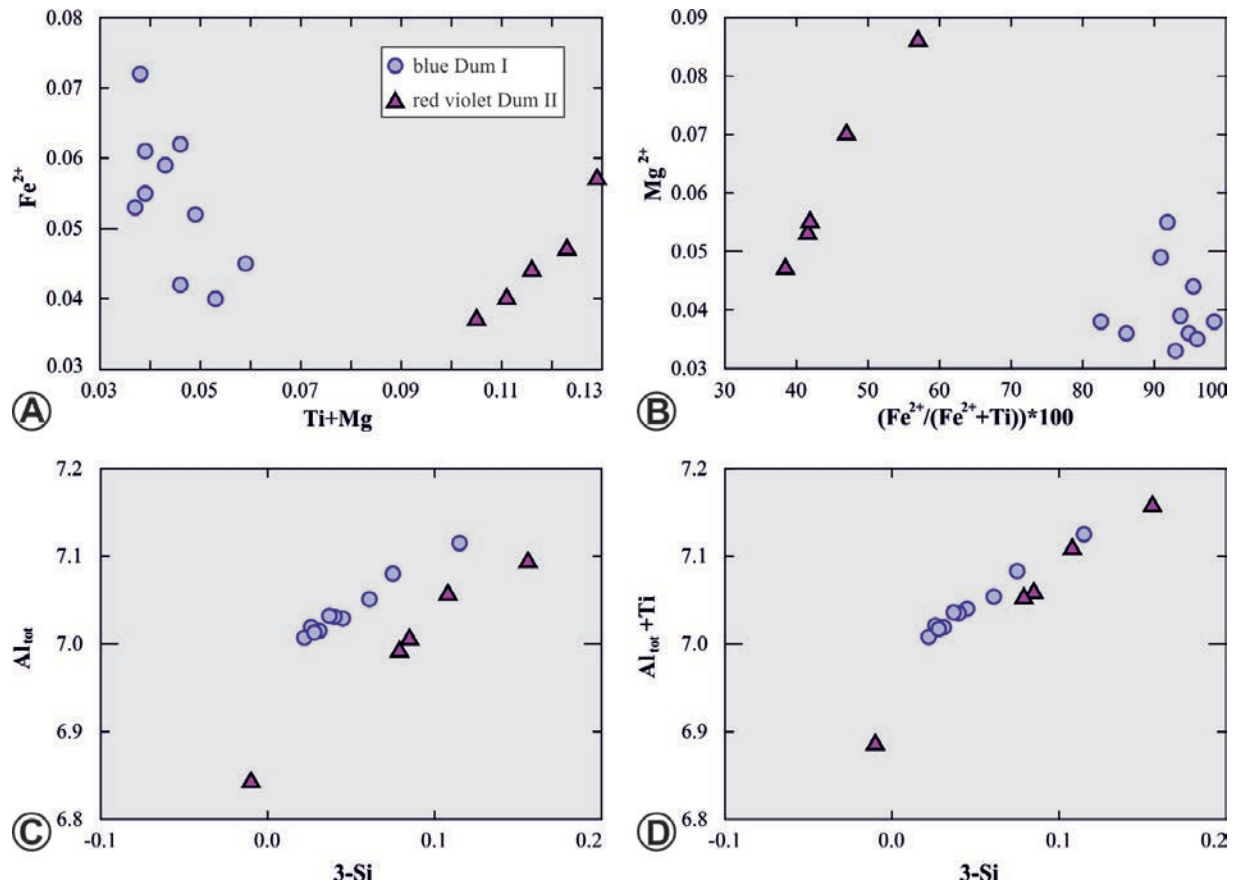 0.08
0.07
0.06
0.05
0.04
0.03
Fe²⁺
blue Dum I
red violet Dum II
0.03 0.05 0.07 0.09 0.11 0.13
Ti+Mg
A
0.09
0.08
0.07
0.06
0.05
0.04
0.03
Mg²⁺
30 40 50 60 70 80 90 100
(Fe²⁺/(Fe²⁺+Ti))*100
B
7.2
7.1
7.0
6.9
6.8
Al tot
-0.1 0.0 0.1 0.2
3-Si
C
7.2
7.1
7.0
6.9
6.8
Al tot +Ti
-0.1 0.0 0.1 0.2
3-Si
D